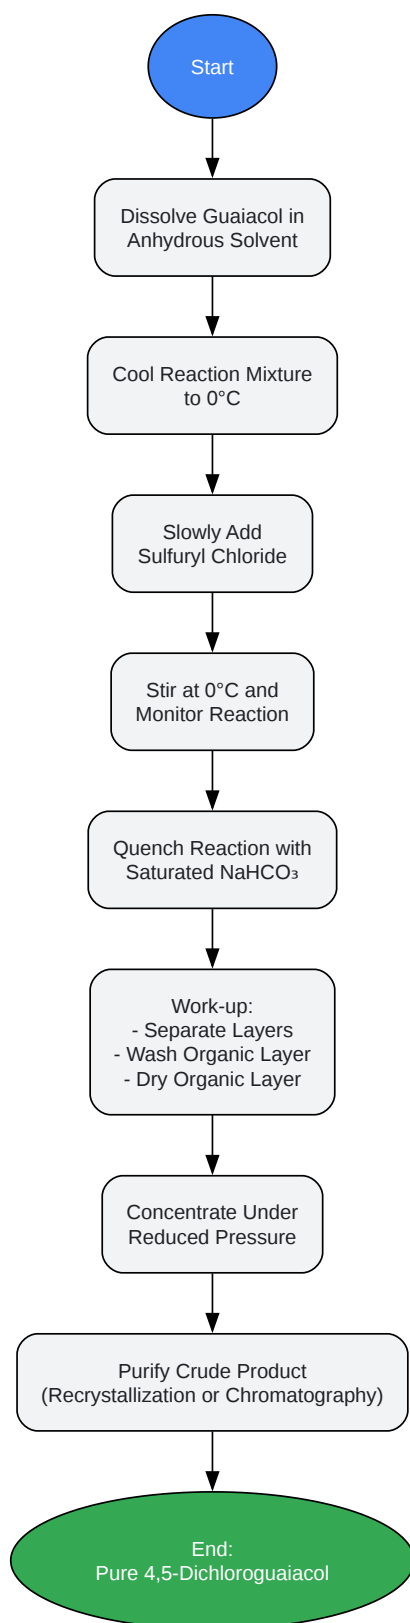 Start
Dissolve Guaiacol in
Anhydrous Solvent
Cool Reaction Mixture
to 0°C
Slowly Add
Sulfuryl Chloride
Stir at 0°C and
Monitor Reaction
Quench Reaction with
Saturated NaHCO₃
Work-up:
- Separate Layers
- Wash Organic Layer
- Dry Organic Layer
Concentrate Under
Reduced Pressure
Purify Crude Product
(Recrystallization or Chromatography)
End:
Pure 4,5-Dichloroguaiacol